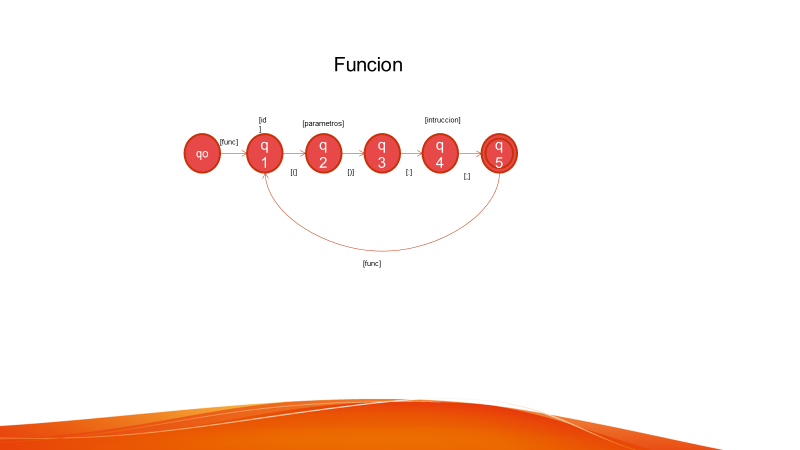 Funcion
[id
]
[parametros]
[intruccion]
[func]
qo
q
1
q
2
q
3
q
4
q
5
[(]
[)]
[:]
[;]
[func]